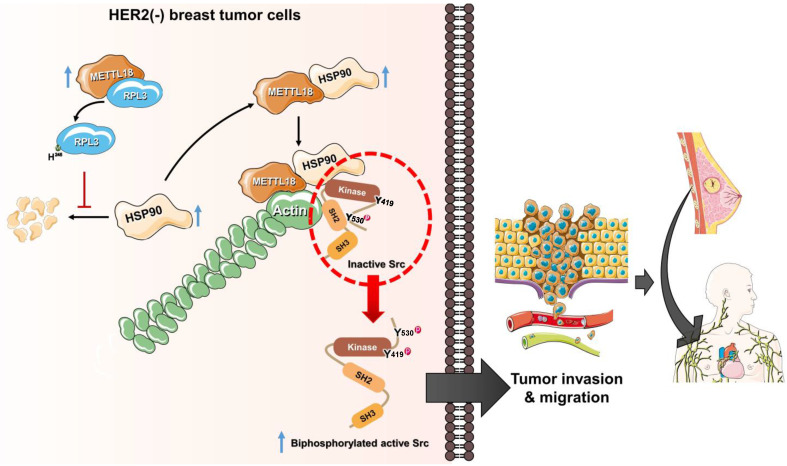 HER2(-) breast tumor cells
METTL18
RPL3
RPL3
H²⁴⁵
HSP90
METTL18
HSP90
METTL18
HSP90
Actin
Kinase
Y419
SH2
Y530 P
SH3
Inactive Src
Y530 P
Kinase
Y419 P
SH2
SH3
Biphosphorylated active Src
Tumor invasion
& migration